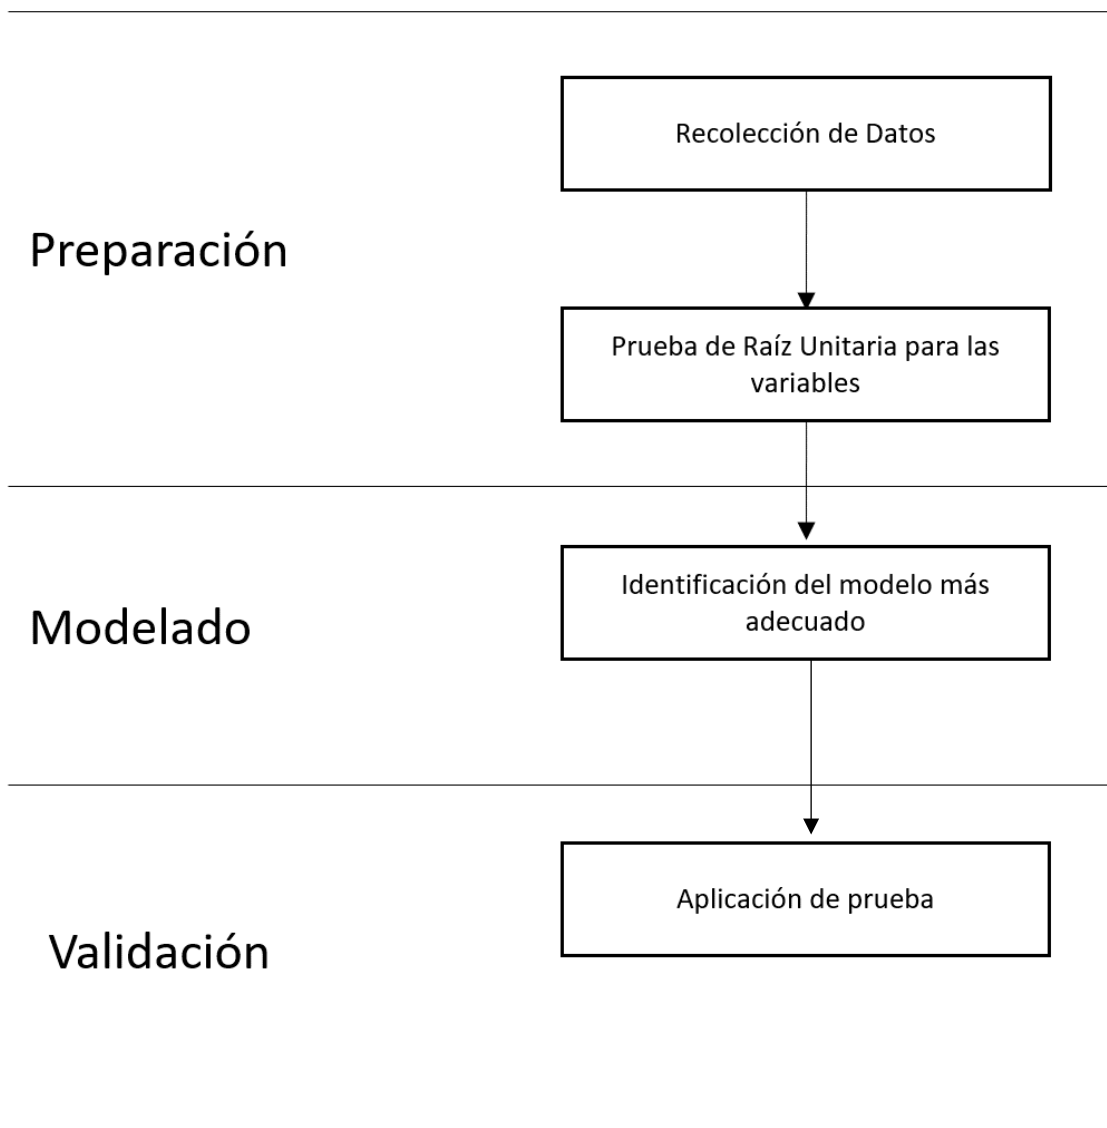 Recolección de Datos
Preparación
Prueba de Raíz Unitaria para las
variables
Identificación del modelo más
adecuado
Modelado
Aplicación de prueba
Validación